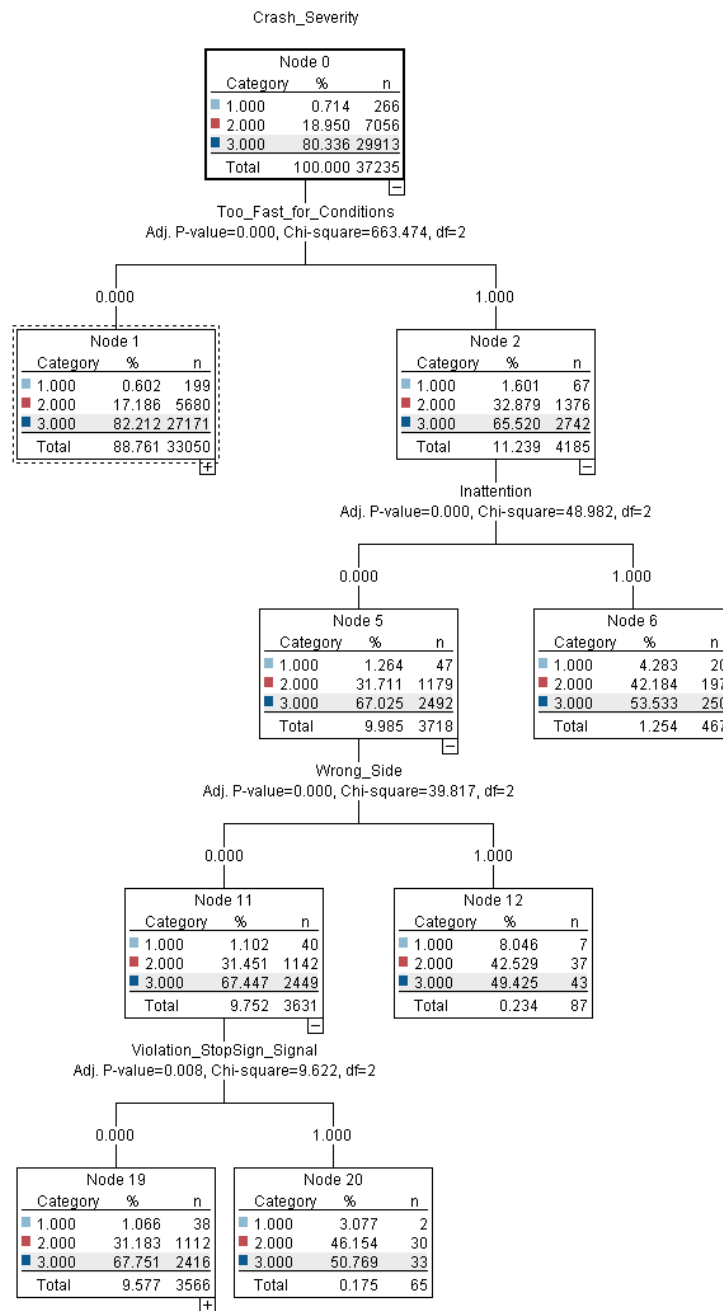 Crash_Severity
Node 0
Category % n
1.000 0.714 266
2.000 18.950 7056
3.000 80.336 29913
Total 100.000 37235
Too_Fast_for_Conditions
Adj. P-value=0.000, Chi-square=663.474, df=2
0.000 1.000
Node 1
Category % n
1.000 0.602 199
2.000 17.186 5680
3.000 82.212 27171
Total 88.761 33050
Node 2
Category % n
1.000 1.601 67
2.000 32.879 1376
3.000 65.520 2742
Total 11.239 4185
Inattention
Adj. P-value=0.000, Chi-square=48.982, df=2
0.000 1.000
Node 5
Category % n
1.000 1.264 47
2.000 31.711 1179
3.000 67.025 2492
Total 9.985 3718
Node 6
Category % n
1.000 4.283 20
2.000 42.184 197
3.000 53.533 250
Total 1.254 467
Wrong_Side
Adj. P-value=0.000, Chi-square=39.817, df=2
0.000 1.000
Node 11
Category % n
1.000 1.102 40
2.000 31.451 1142
3.000 67.447 2449
Total 9.752 3631
Node 12
Category % n
1.000 8.046 7
2.000 42.529 37
3.000 49.425 43
Total 0.234 87
Violation_StopSign_Signal
Adj. P-value=0.008, Chi-square=9.622, df=2
0.000 1.000
Node 19
Category % n
1.000 1.066 38
2.000 31.183 1112
3.000 67.751 2416
Total 9.577 3566
Node 20
Category % n
1.000 3.077 2
2.000 46.154 30
3.000 50.769 33
Total 0.175 65